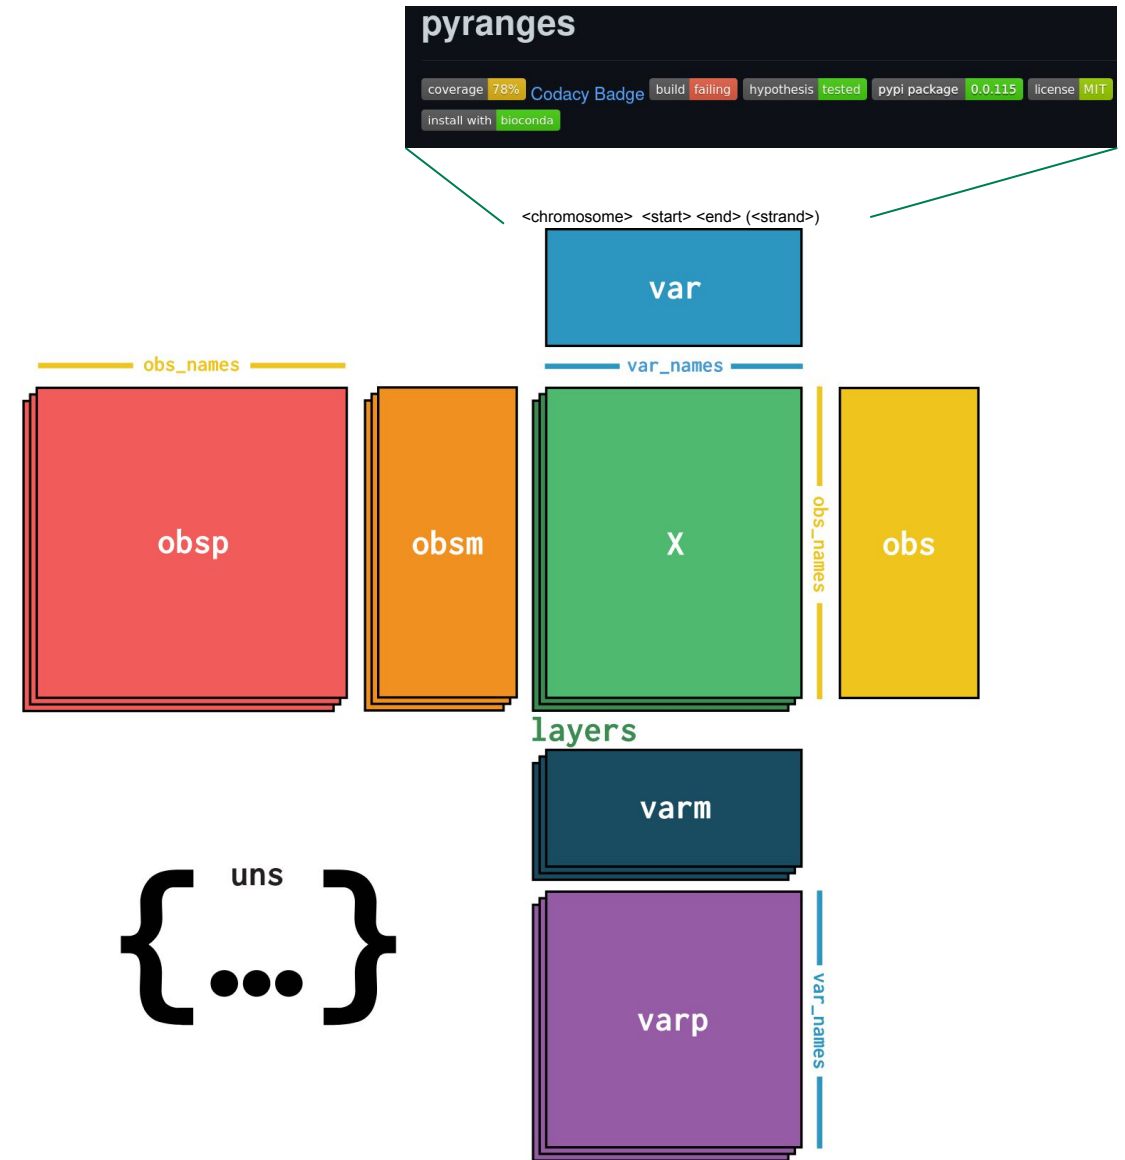 pyranges
coverage 78% Codacy Badge build failing hypothesis tested pypi package 0.0.115 license MIT
install with bioconda
<chromosome> <start> <end> (<strand>)
var
obs_names
var_names
obsp
obsm
X
obs_names
obs
layers
varm
uns
{...}
varp
var_names